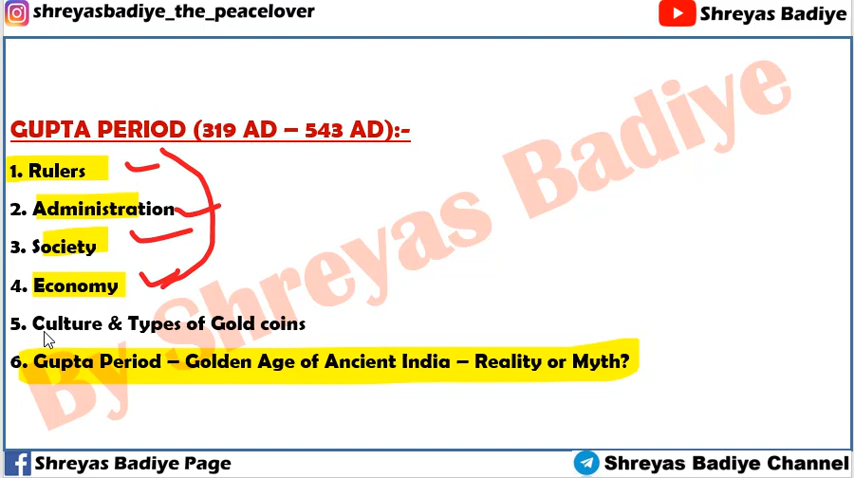 shreyasbadiye_the_peacelover
Shreyas Badiye
GUPTA PERIOD (319 AD – 543 AD):-
1. Rulers
2. Administration
3. Society
4. Economy
5. Culture & Types of Gold coins
6. Gupta Period – Golden Age of Ancient India – Reality or Myth?
By Shreyas Badiye
Shreyas Badiye Page
Shreyas Badiye Channel